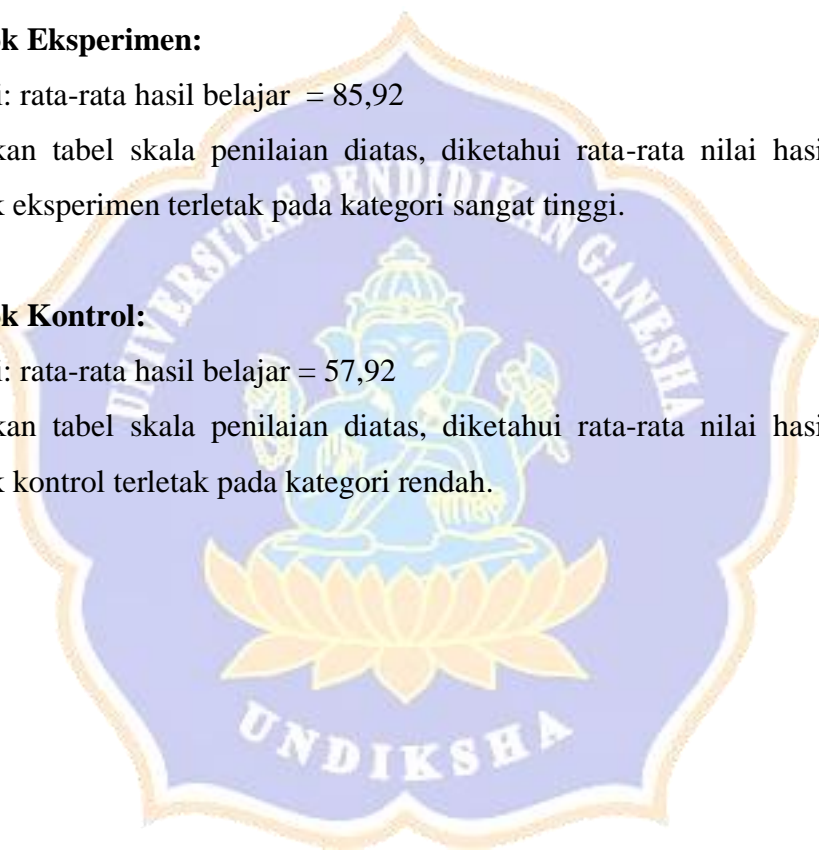 ok Eksperimen:
i: rata-rata hasil belajar = 85,92
kan tabel skala penilaian diatas, diketahui rata-rata nilai hasi
k eksperimen terletak pada kategori sangat tinggi.
ok Kontrol:
i: rata-rata hasil belajar = 57,92
kan tabel skala penilaian diatas, diketahui rata-rata nilai hasi
k kontrol terletak pada kategori rendah.
UNIVERSITAS PENDIDIKAN GANESHA
UNDIKSHA